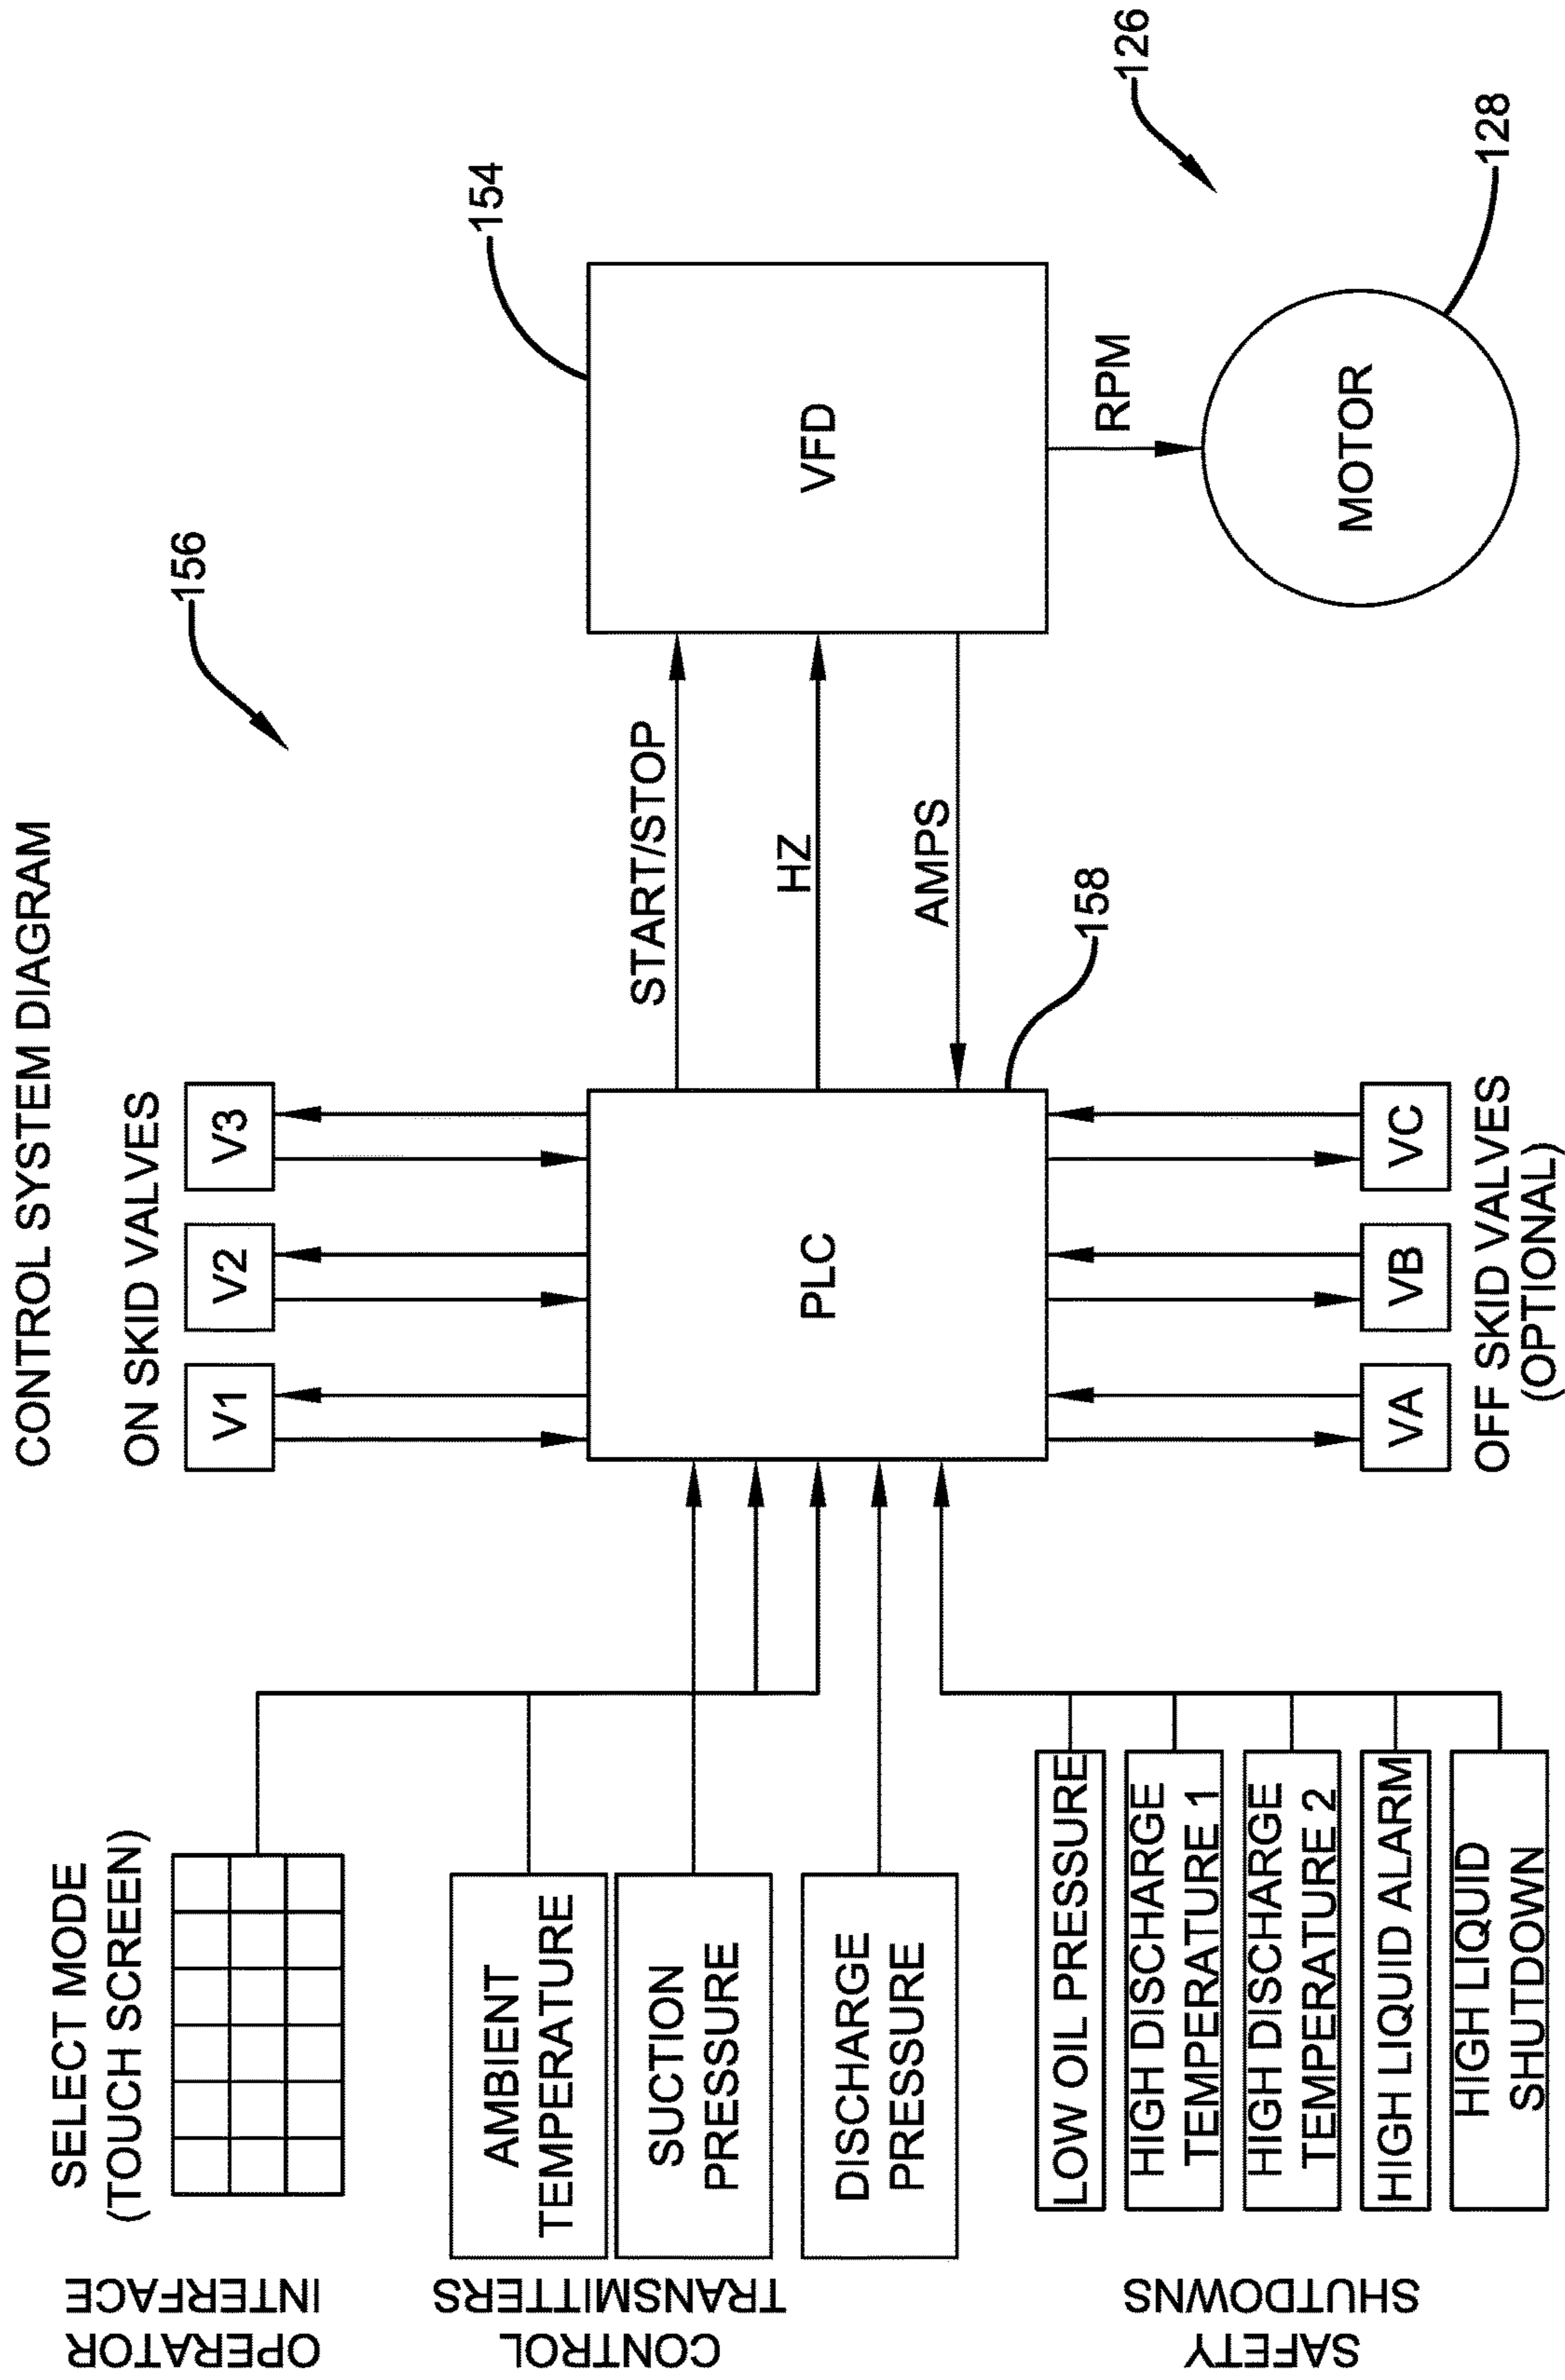 CONTROL SYSTEM DIAGRAM
156
154
126
128
158
OPERATOR
INTERFACE
SELECT MODE
(TOUCH SCREEN)
ON SKID VALVES
V1
V2
V3
CONTROL
TRANSMITTERS
AMBIENT
TEMPERATURE
SUCTION
PRESSURE
DISCHARGE
PRESSURE
PLC
START/STOP
HZ
AMPS
VFD
RPM
MOTOR
SAFETY
SHUTDOWNS
LOW OIL PRESSURE
HIGH DISCHARGE
TEMPERATURE 1
HIGH DISCHARGE
TEMPERATURE 2
HIGH LIQUID ALARM
HIGH LIQUID
SHUTDOWN
VA
VB
VC
OFF SKID VALVES
(OPTIONAL)